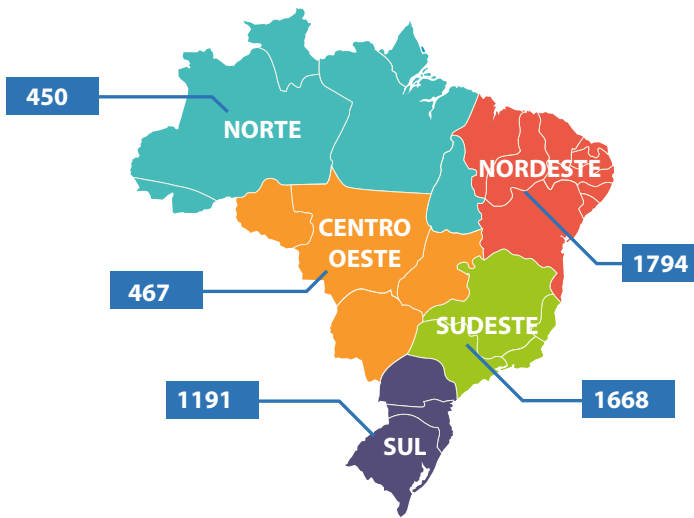 450
NORTE
NORDESTE
CENTRO
OESTE
1794
467
SUDESTE
1191
1668
SUL